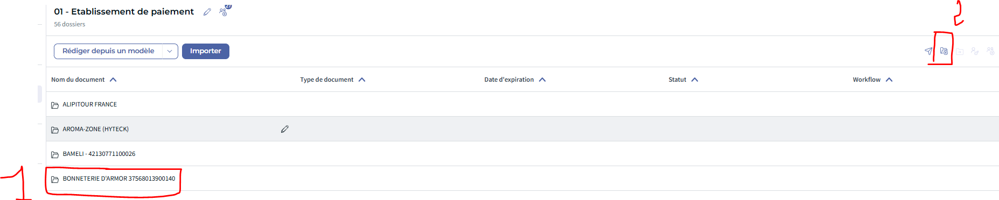 01 - Etablissement de paiement 27
2
56 dossiers
Rédiger depuis un modèle Importer
Nom du document Type de document Date d'expiration Statut Workflow
ALIPITOUR FRANCE
AROMA-ZONE (HYTECK)
BAMELI - 42130771100026
1 BONNETERIE D'ARMOR 37568013900140